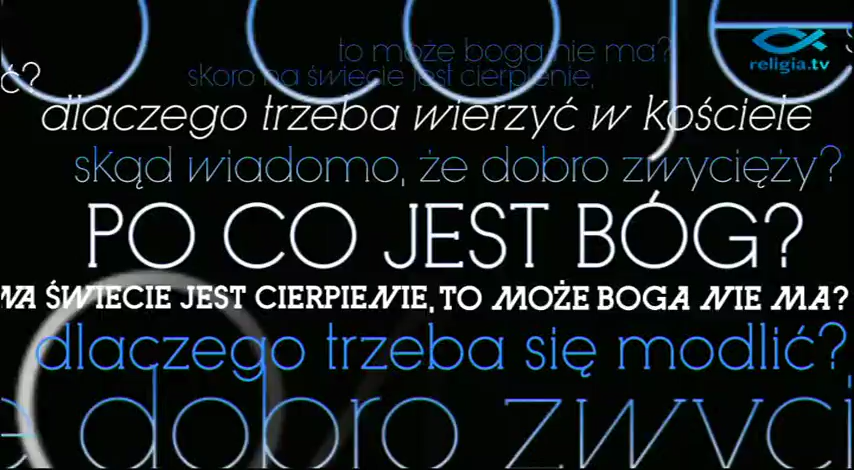 o co je
religia.tv
to może boga nie ma?
skoro na świecie jest cierpienie,
ć?
dlaczego trzeba wierzyć w Kościele
skąd wiadomo, że dobro zwycięży?
PO CO JEST BÓG?
NA ŚWIECIE JEST CIERPIENIE, TO MOŻE BOGA NIE MA?
dlaczego trzeba się modlić?
e dobro zwyci